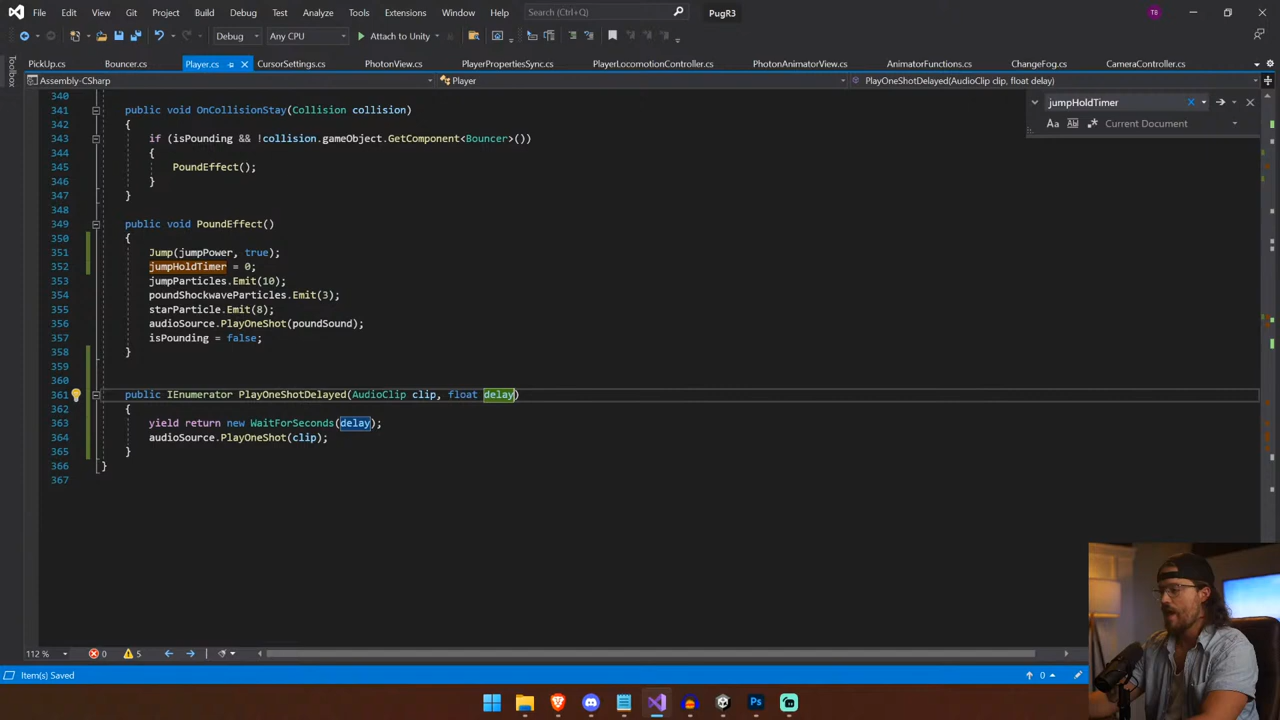 File Edit View Git Project Build Debug Test Analyze Tools Extensions Window Help Search (Ctrl+Q) PugR3 TB
Debug Any CPU Attach to Unity
PickUp.cs Bouncer.cs Player.cs CursorSettings.cs PhotonView.cs PlayerPropertiesSync.cs PlayerLocomotionController.cs PhotonAnimatorView.cs AnimatorFunctions.cs ChangeFog.cs CameraController.cs
Toolbox
Assembly-CSharp Player PlayOneShotDelayed(AudioClip clip, float delay)
jumpHoldTimer
Aa Current Document
340
341 public void OnCollisionStay(Collision collision)
342 {
343 if (isPounding && !collision.gameObject.GetComponent<Bouncer>())
344 {
345 PoundEffect();
346 }
347 }
348
349 public void PoundEffect()
350 {
351 Jump(jumpPower, true);
352 jumpHoldTimer = 0;
353 jumpParticles.Emit(10);
354 poundShockwaveParticles.Emit(3);
355 starParticle.Emit(8);
356 audioSource.PlayOneShot(poundSound);
357 isPounding = false;
358 }
359
360
361 public IEnumerator PlayOneShotDelayed(AudioClip clip, float delay)
362 {
363 yield return new WaitForSeconds(delay);
364 audioSource.PlayOneShot(clip);
365 }
366 }
367
112 % 0 5
Item(s) Saved 0
Ps